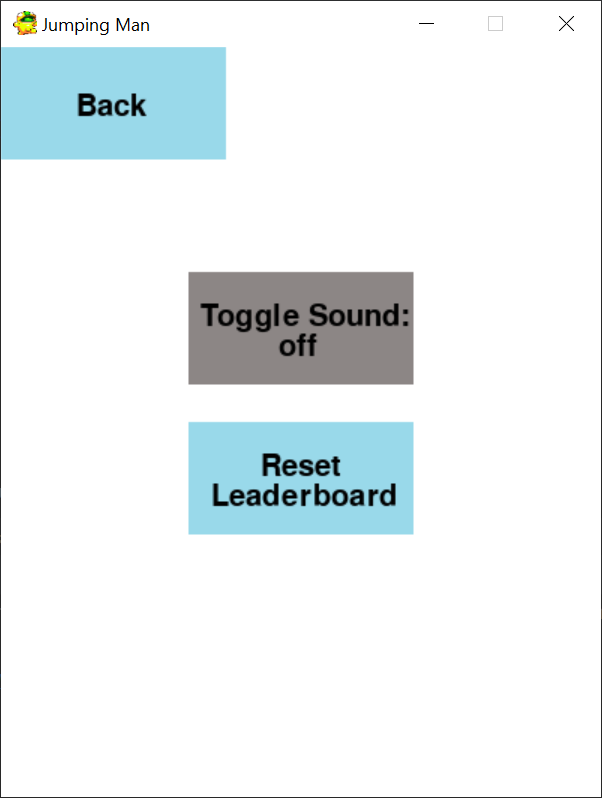 Jumping Man
Back
Toggle Sound:
off
Reset
Leaderboard